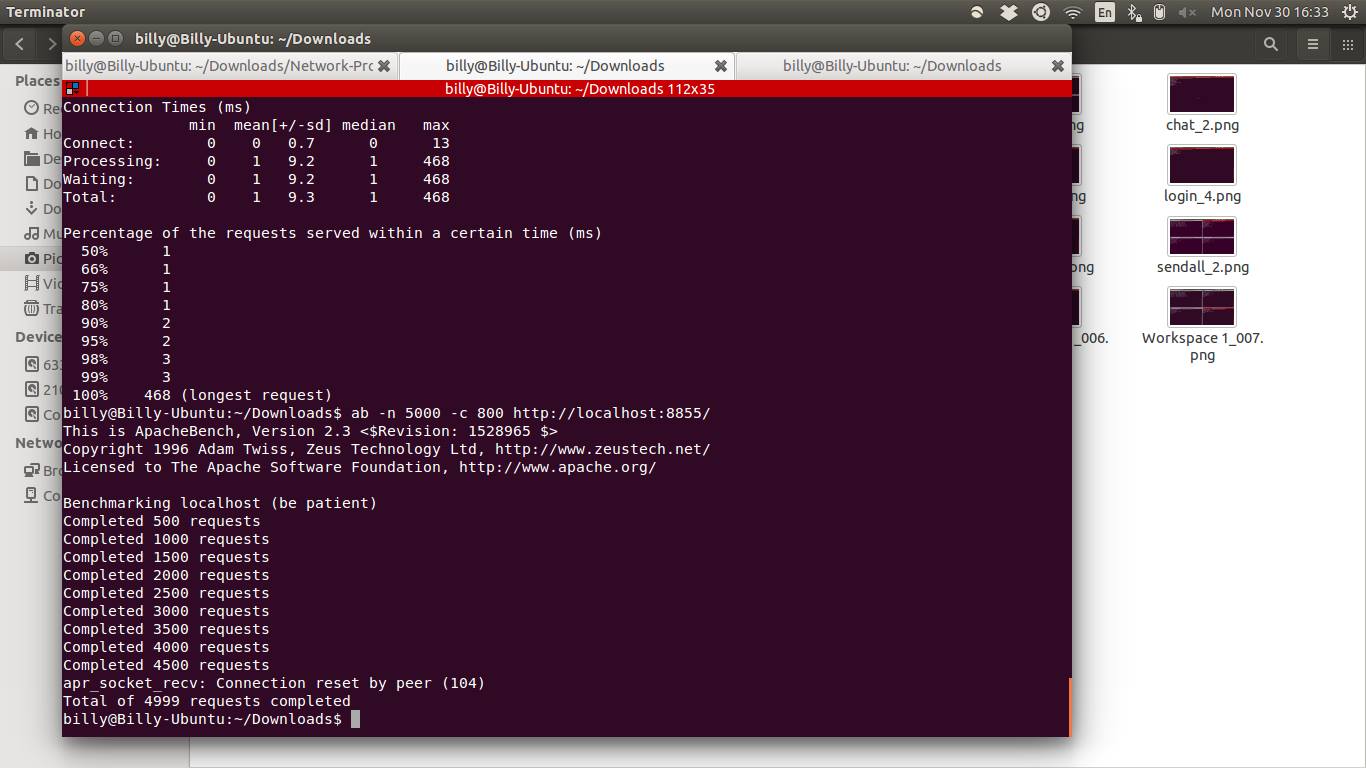 Terminator
En
Mon Nov 30 16:33
billy@Billy-Ubuntu: ~/Downloads
billy@Billy-Ubuntu: ~/Downloads/Network-Prc
billy@Billy-Ubuntu: ~/Downloads
billy@Billy-Ubuntu: ~/Downloads
billy@Billy-Ubuntu: ~/Downloads 112x35
Connection Times (ms)
min mean[+/-sd] median max
Connect: 0 0 0.7 0 13
Processing: 0 1 9.2 1 468
Waiting: 0 1 9.2 1 468
Total: 0 1 9.3 1 468
Percentage of the requests served within a certain time (ms)
50% 1
66% 1
75% 1
80% 1
90% 2
95% 2
98% 3
99% 3
100% 468 (longest request)
billy@Billy-Ubuntu:~/Downloads$ ab -n 5000 -c 800 http://localhost:8855/
This is ApacheBench, Version 2.3 <$Revision: 1528965 $>
Copyright 1996 Adam Twiss, Zeus Technology Ltd, http://www.zeustech.net/
Licensed to The Apache Software Foundation, http://www.apache.org/
Benchmarking localhost (be patient)
Completed 500 requests
Completed 1000 requests
Completed 1500 requests
Completed 2000 requests
Completed 2500 requests
Completed 3000 requests
Completed 3500 requests
Completed 4000 requests
Completed 4500 requests
apr_socket_recv: Connection reset by peer (104)
Total of 4999 requests completed
billy@Billy-Ubuntu:~/Downloads$
Places
Re
Ho
De
Do
Do
Mu
Pic
Vic
Tra
Device
633
210
Co
Netwo
Bro
Co
ng
chat_2.png
ng
login_4.png
ong
sendall_2.png
_006.
Workspace 1_007.
png